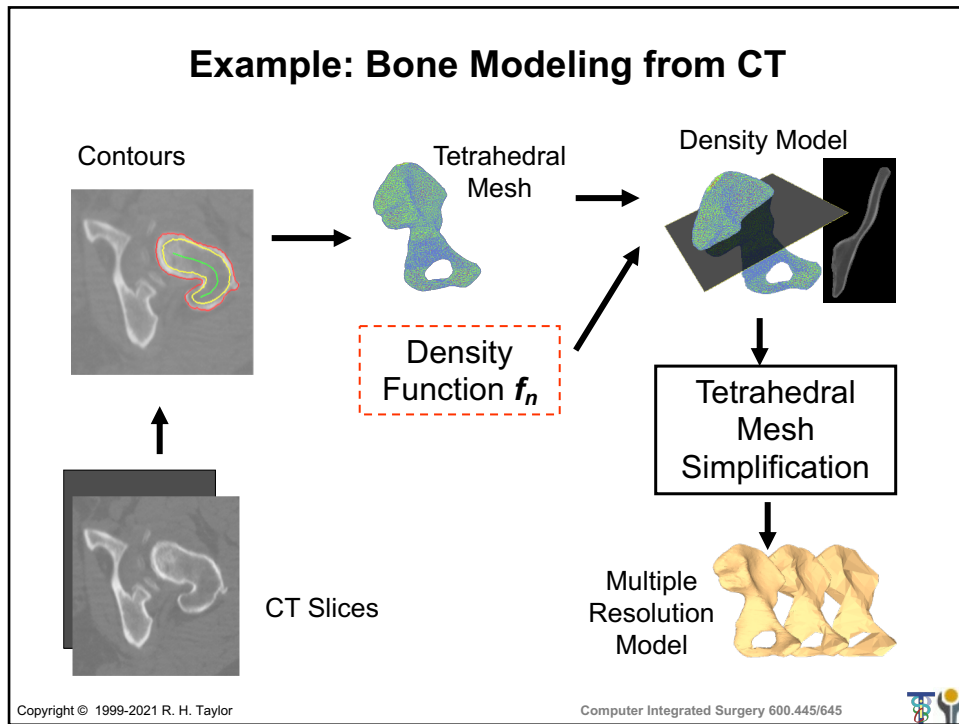 Example: Bone Modeling from CT
Contours
Tetrahedral
Mesh
Density Model
Density
Function fn
Tetrahedral
Mesh
Simplification
CT Slices
Multiple
Resolution
Model
Copyright © 1999-2021 R. H. Taylor
Computer Integrated Surgery 600.445/645